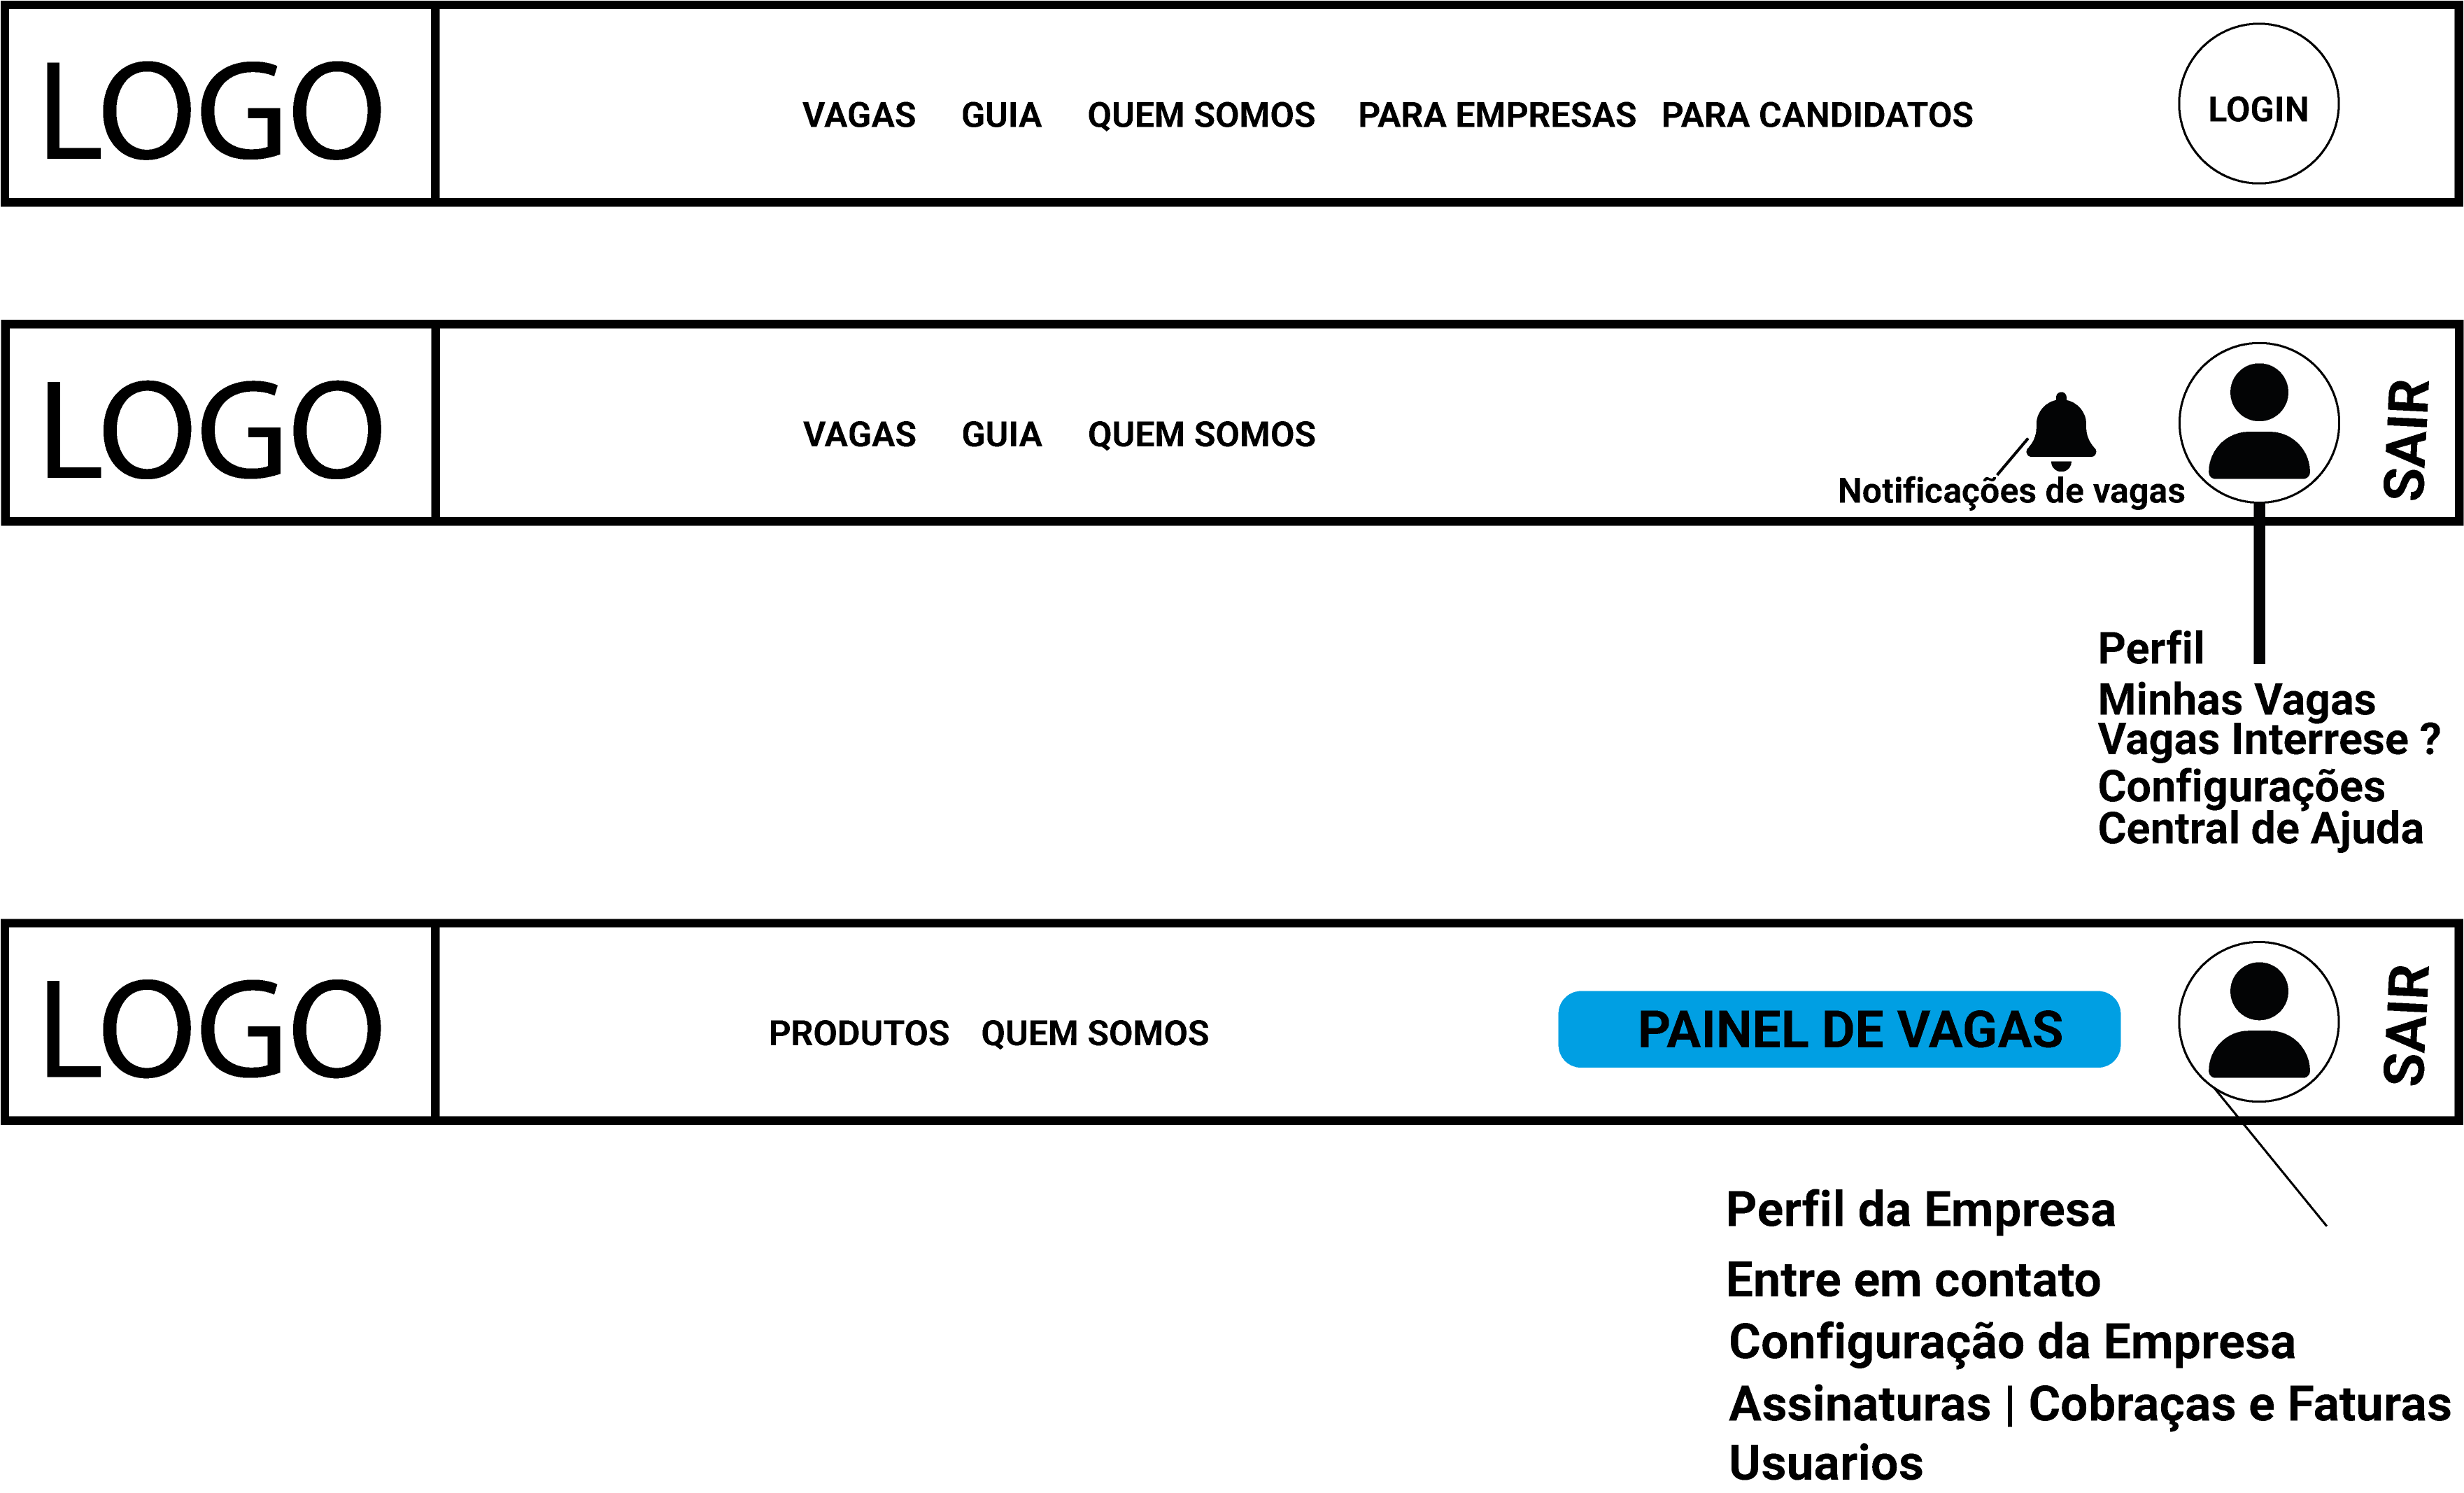 LOGO
VAGAS GUIA QUEM SOMOS PARA EMPRESAS PARA CANDIDATOS LOGIN
LOGO
VAGAS GUIA QUEM SOMOS
Notificações de vagas
SAIR
Perfil
Minhas Vagas
Vagas Interrese ?
Configurações
Central de Ajuda
LOGO
PRODUTOS QUEM SOMOS
PAINEL DE VAGAS
SAIR
Perfil da Empresa
Entre em contato
Configuração da Empresa
Assinaturas | Cobraças e Faturas
Usuarios